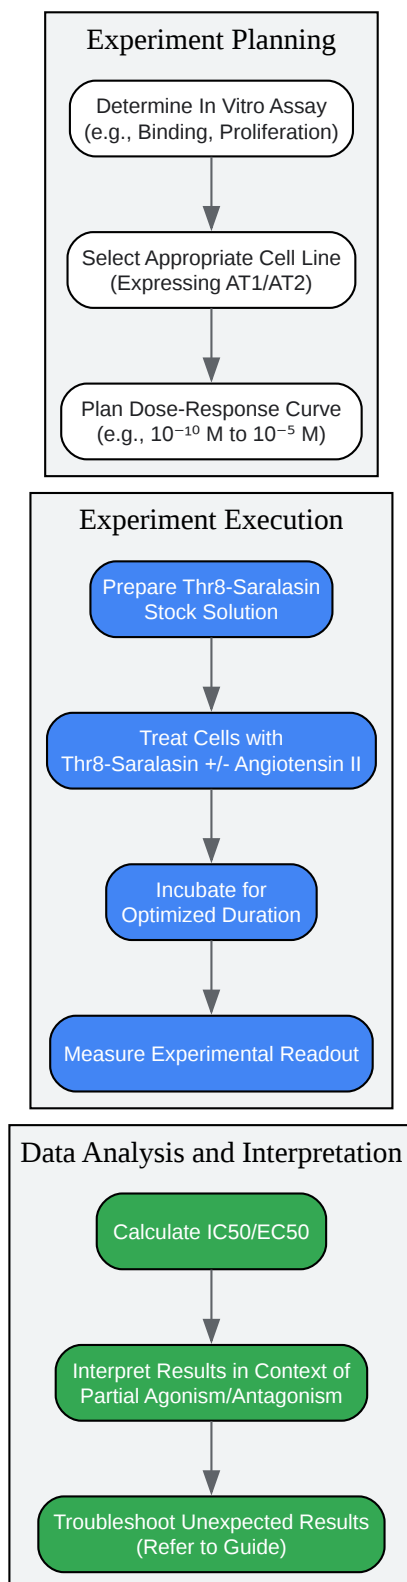 Experiment Planning
Determine In Vitro Assay
(e.g., Binding, Proliferation)
Select Appropriate Cell Line
(Expressing AT1/AT2)
Plan Dose-Response Curve
(e.g., 10⁻¹⁰ M to 10⁻⁵ M)
Experiment Execution
Prepare Thr8-Saralasin
Stock Solution
Treat Cells with
Thr8-Saralasin +/- Angiotensin II
Incubate for
Optimized Duration
Measure Experimental Readout
Data Analysis and Interpretation
Calculate IC50/EC50
Interpret Results in Context of
Partial Agonism/Antagonism
Troubleshoot Unexpected Results
(Refer to Guide)